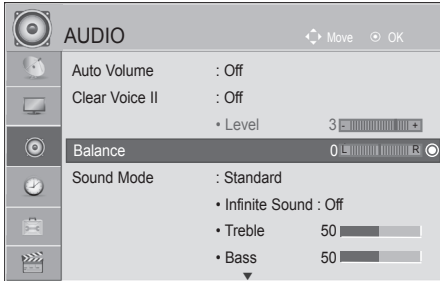 AUDIO Move OK
Auto Volume : Off
Clear Voice II : Off
• Level 3 - +
Balance 0 L R
Sound Mode : Standard
• Infinite Sound : Off
• Treble 50
• Bass 50